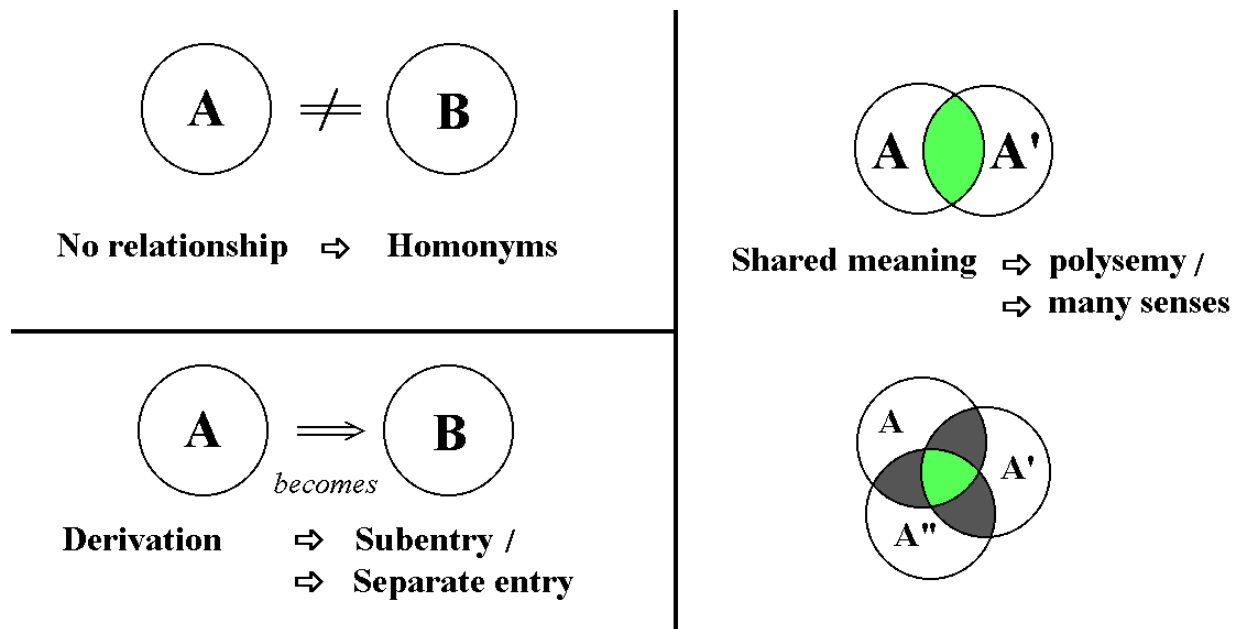 A ≠ B
No relationship ⇨ Homonyms
A ⇒ B
becomes
Derivation ⇨ Subentry /
⇨ Separate entry
A A'
Shared meaning ⇨ polysemy /
⇨ many senses
A
A'
A"